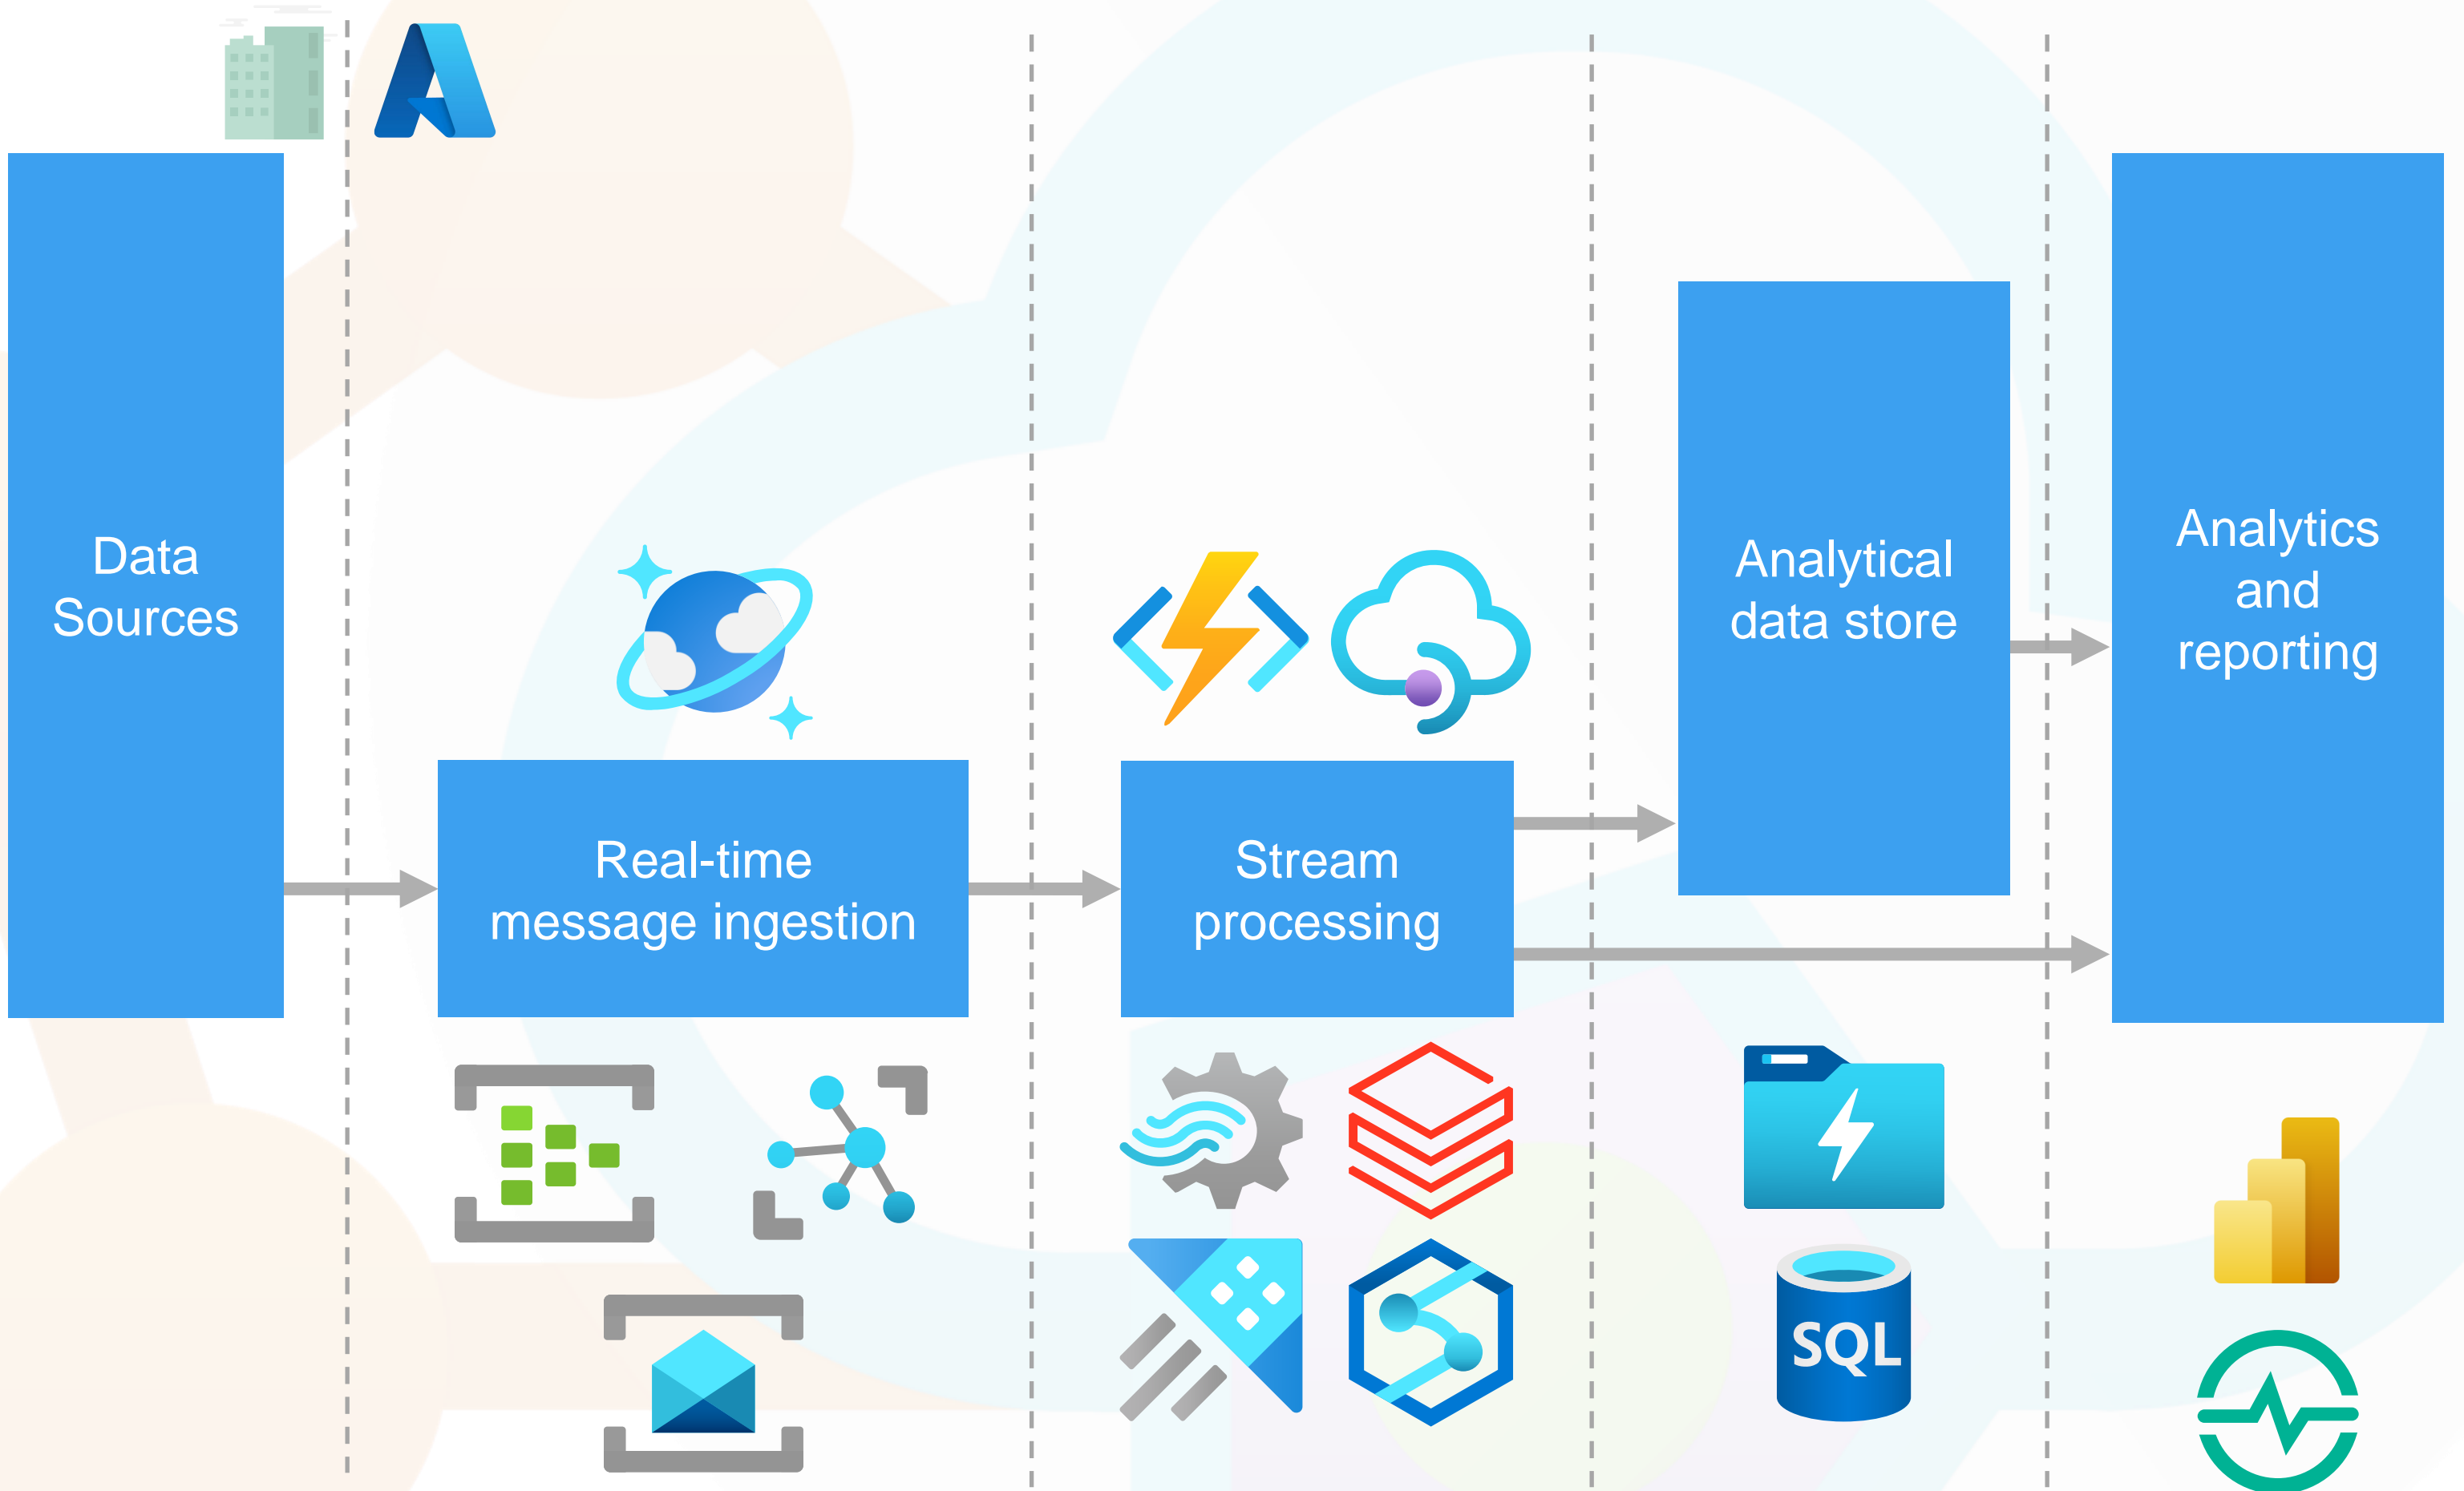 Data
Sources
Real-time
message ingestion
Stream
processing
Analytical
data store
Analytics
and
reporting
SQL